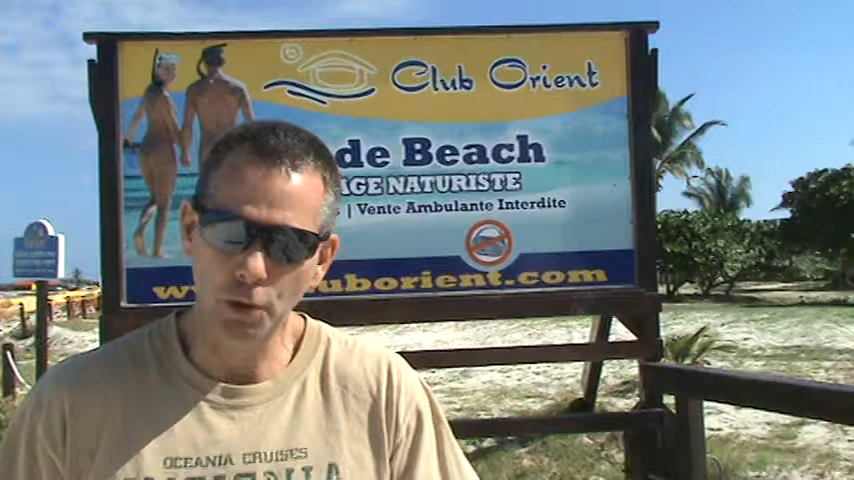 Club Orient
de Beach
AGE NATURISTE
| Vente Ambulante Interdite
uborient.com
OCEANIA CRUISES